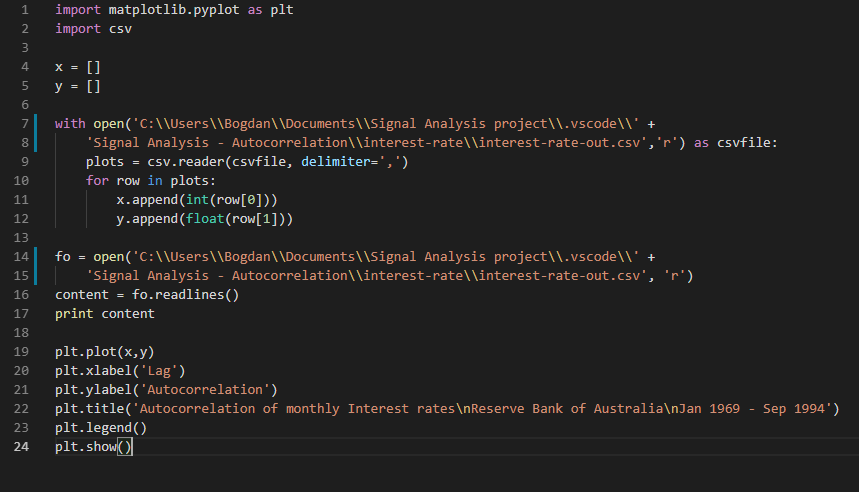 1 import matplotlib.pyplot as plt
2 import csv
3
4 x = []
5 y = []
6
7 with open('C:\\Users\\Bogdan\\Documents\\Signal Analysis project\\.vscode\\' +
8 'Signal Analysis - Autocorrelation\\interest-rate\\interest-rate-out.csv','r') as csvfile:
9 plots = csv.reader(csvfile, delimiter=',')
10 for row in plots:
11 x.append(int(row[0]))
12 y.append(float(row[1]))
13
14 fo = open('C:\\Users\\Bogdan\\Documents\\Signal Analysis project\\.vscode\\' +
15 'Signal Analysis - Autocorrelation\\interest-rate\\interest-rate-out.csv', 'r')
16 content = fo.readlines()
17 print content
18
19 plt.plot(x,y)
20 plt.xlabel('Lag')
21 plt.ylabel('Autocorrelation')
22 plt.title('Autocorrelation of monthly Interest rates\nReserve Bank of Australia\nJan 1969 - Sep 1994')
23 plt.legend()
24 plt.show()